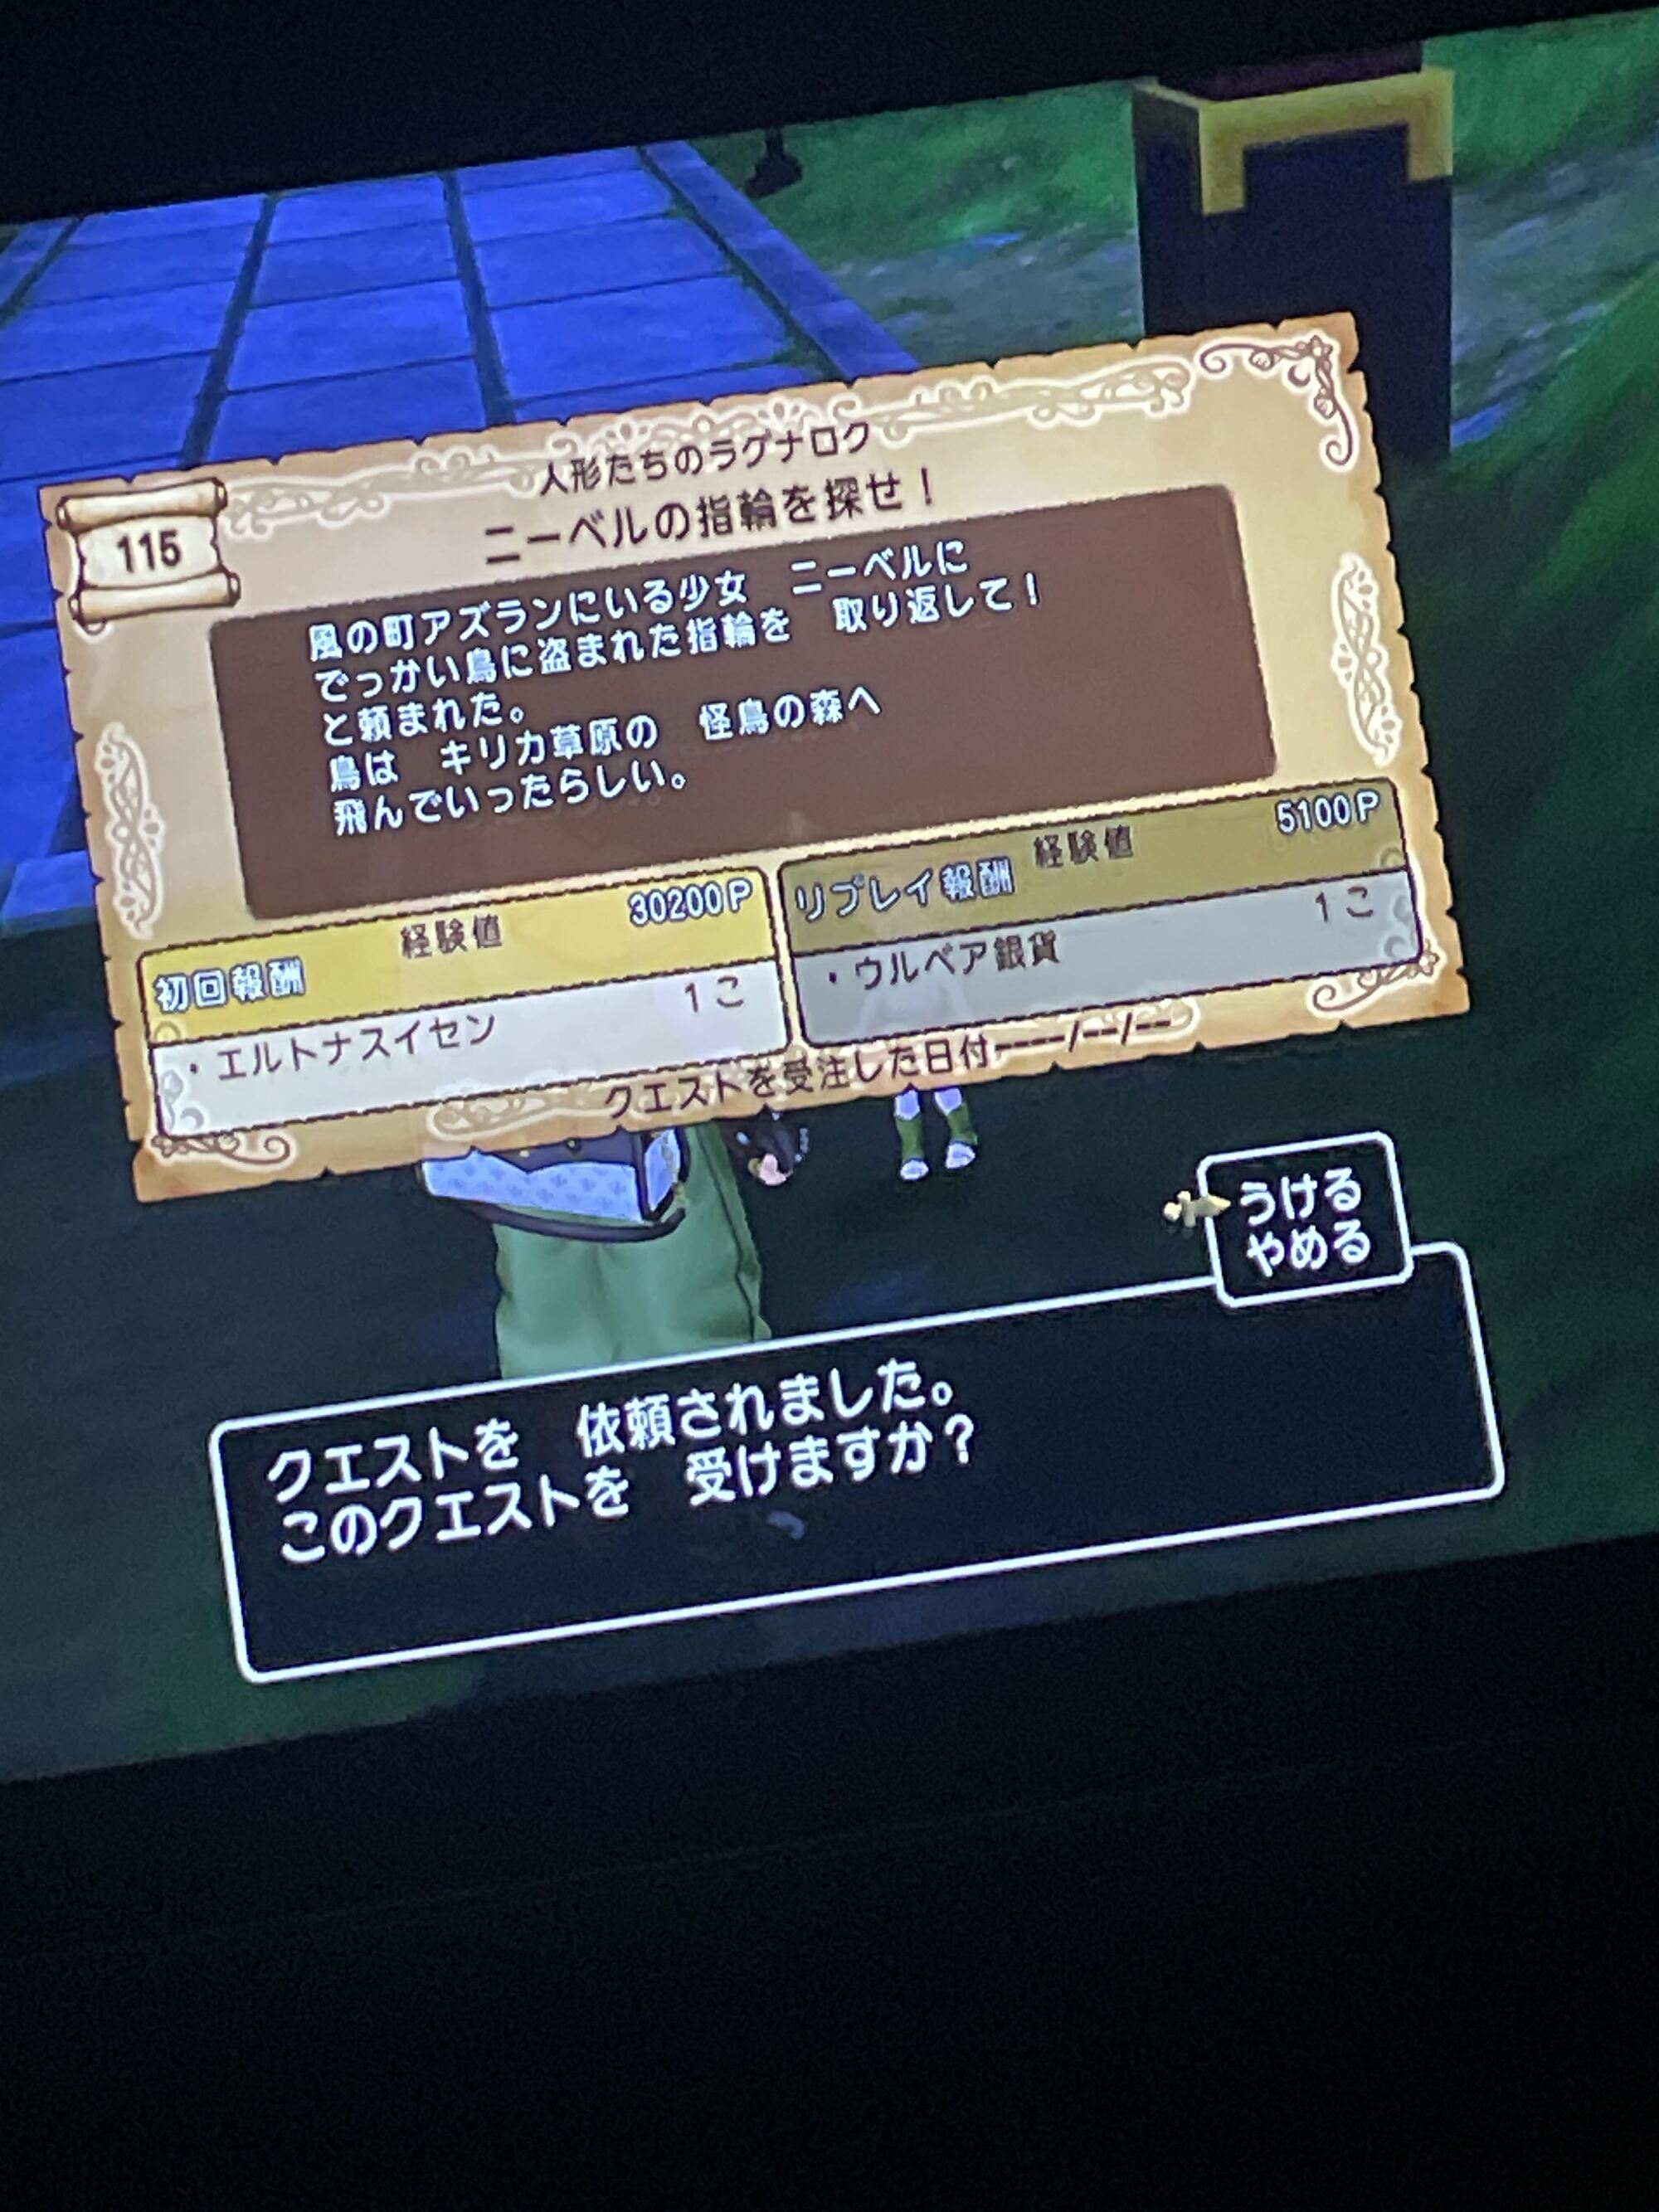 人形たちのラグナロク
115
ニーベルの指輪を探せ！
風の町アズランにいる少女　ニーベルに
でっかい鳥に盗まれた指輪を　取り返して！
と頼まれた。
鳥は　キリカ草原の　怪鳥の森へ
飛んでいったらしい。
初回報酬　経験値　30200P
・エルトナスイセン　1こ
リプレイ報酬　経験値　5100P
・ウルベア銀貨　1こ
クエストを受注した日付----/--/--
うける
やめる
クエストを　依頼されました。
このクエストを　受けますか？